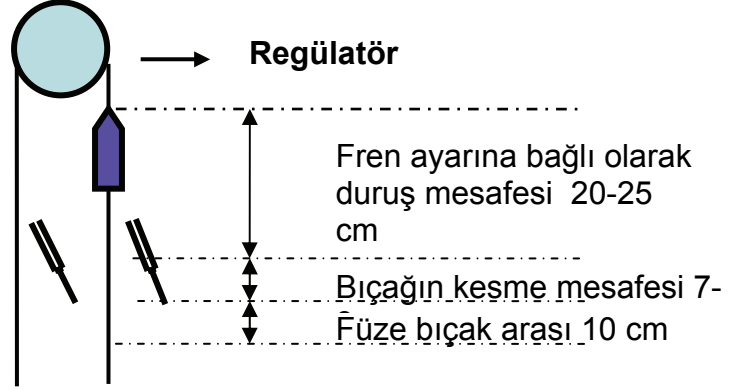 Regülatör
Fren ayarına bağlı olarak
duruş mesafesi 20-25
cm
Bıçağın kesme mesafesi 7-
Füze bıçak arası 10 cm